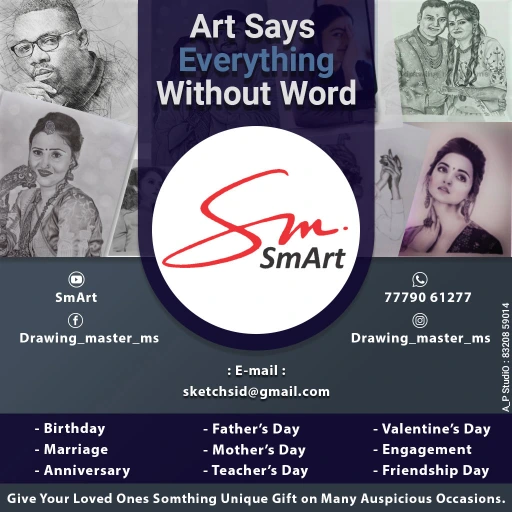 Art Says
Everything
Without Word
Sm.
SmArt
SmArt
77790 61277
Drawing_master_ms
Drawing_master_ms
: E-mail :
sketchsid@gmail.com
A_P StudiO : 83208 59014
- Birthday
- Father's Day
- Valentine's Day
- Marriage
- Mother's Day
- Engagement
- Anniversary
- Teacher's Day
- Friendship Day
Give Your Loved Ones Somthing Unique Gift on Many Auspicious Occasions.